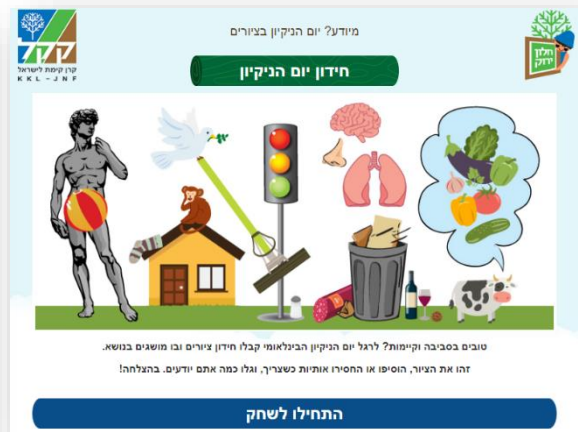 מיודע? יום הניקיון בציורים
חידון יום הניקיון
קק"ל
קרן קימת לישראל
KKL-JNF
חלון
ירוק
טובים בסביבה וקיימות? לרגל יום הניקיון הבינלאומי קבלו חידון ציורים ובו מושגים בנושא.
זהו את הציור, הוסיפו או החסירו אותיות כשצריך, וגלו כמה אתם יודעים. בהצלחה!
התחילו לשחק